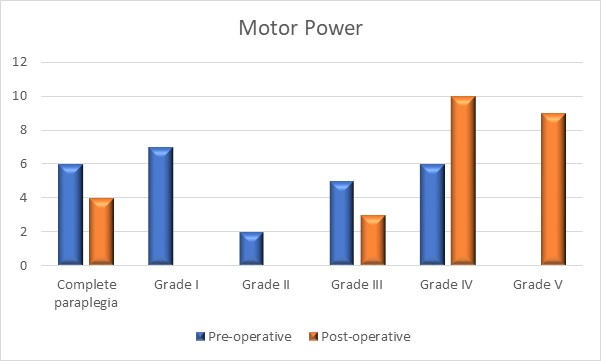 Motor Power
12
10
8
6
4
2
0
Complete
paraplegia
Grade I
Grade II
Grade III
Grade IV
Grade V
Pre-operative
Post-operative